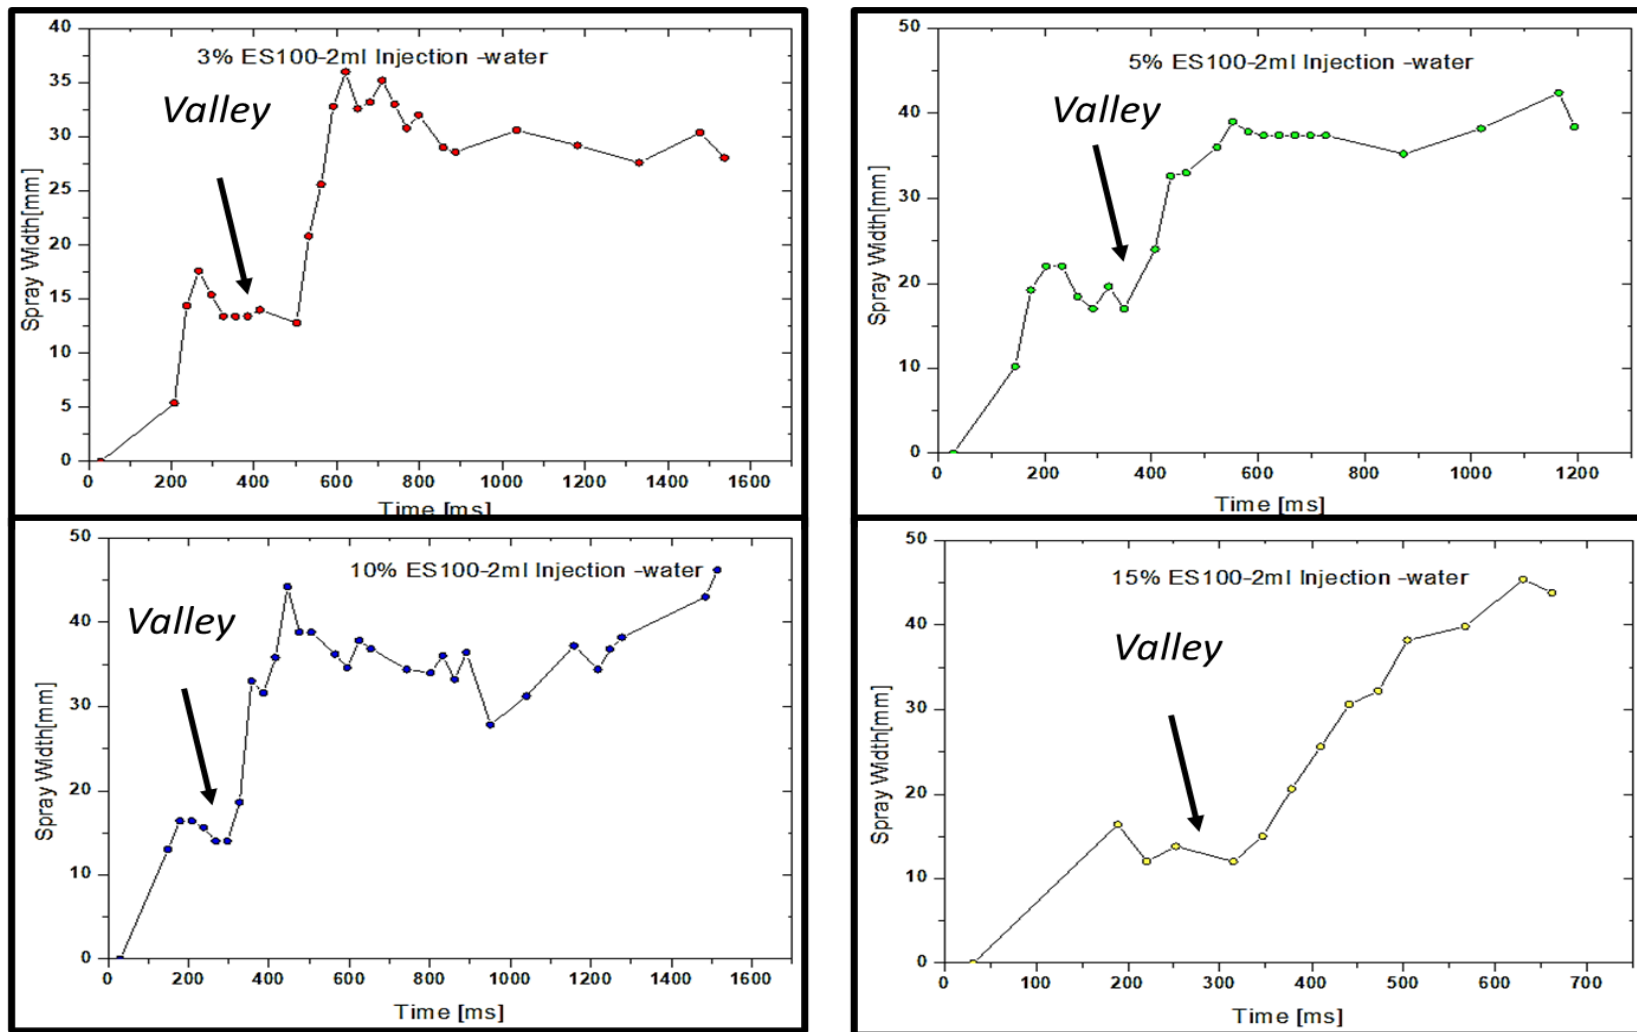 3% ES100-2ml Injection -water
Valley
Spray Width[mm]
40
35
30
25
20
15
10
5
0
0 200 400 600 800 1000 1200 1400 1600
Time [ms]
5% ES100-2ml Injection -water
Valley
Spray Width[mm]
50
40
30
20
10
0
0 200 400 600 800 1000 1200
Time [ms]
10% ES100-2ml Injection -water
Valley
Spray Width[mm]
50
40
30
20
10
0
0 200 400 600 800 1000 1200 1400 1600
Time [ms]
15% ES100-2ml Injection -water
Valley
Spray Width[mm]
50
40
30
20
10
0
0 100 200 300 400 500 600 700
Time [ms]